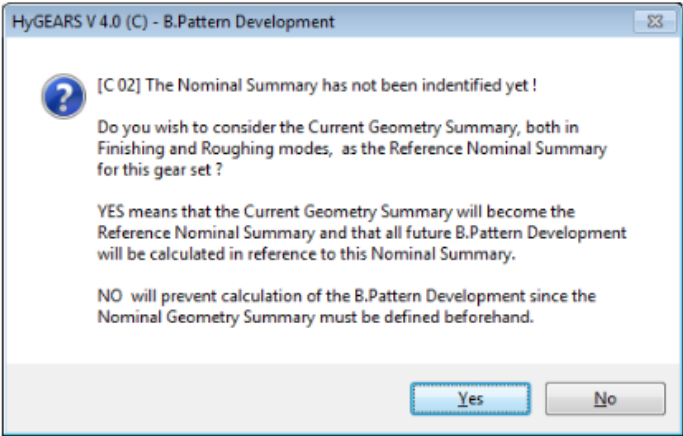 HyGEARS V 4.0 (C) - B.Pattern Development
[C 02] The Nominal Summary has not been indentified yet !
Do you wish to consider the Current Geometry Summary, both in
Finishing and Roughing modes,  as the Reference Nominal Summary
for this gear set ?
YES means that the Current Geometry Summary will become the
Reference Nominal Summary and that all future B.Pattern Development
will be calculated in reference to this Nominal Summary.
NO  will prevent calculation of the B.Pattern Development since the
Nominal Geometry Summary must be defined beforehand.
Yes
No